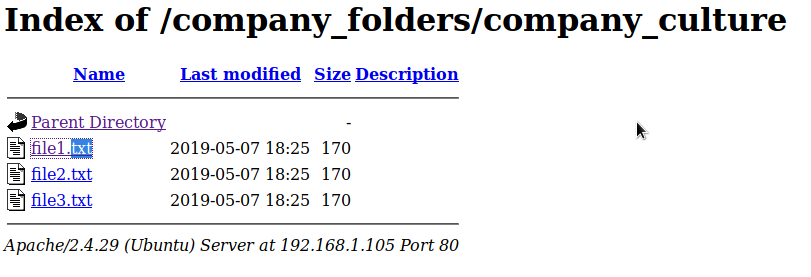 Index of /company_folders/company_culture
Name Last modified Size Description
Parent Directory -
file1.txt 2019-05-07 18:25 170
file2.txt 2019-05-07 18:25 170
file3.txt 2019-05-07 18:25 170
Apache/2.4.29 (Ubuntu) Server at 192.168.1.105 Port 80